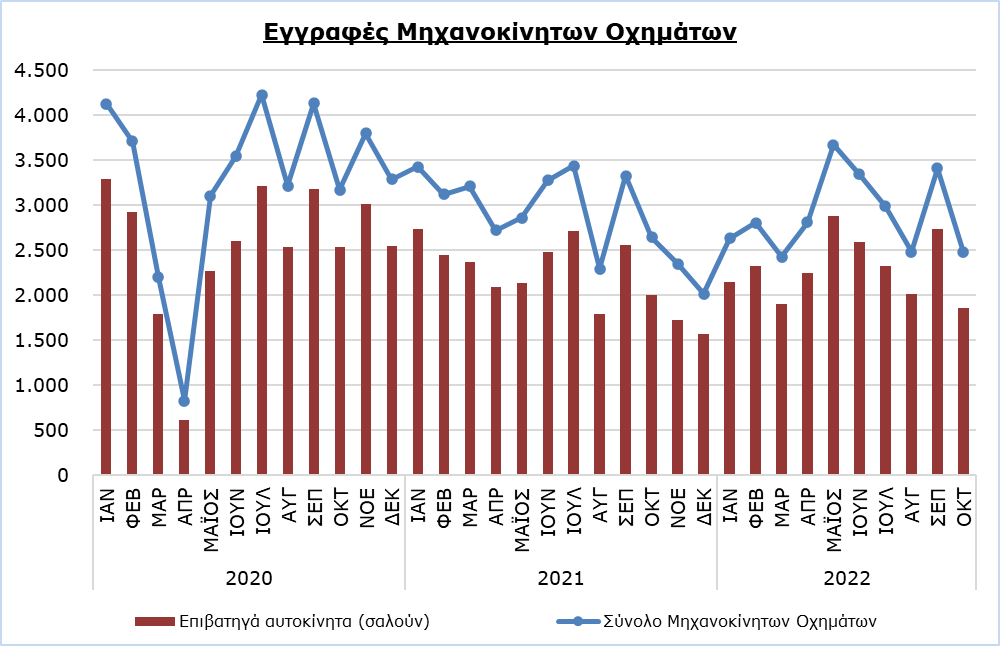 Εγγραφές Μηχανοκίνητων Οχημάτων
4.500
4.000
3.500
3.000
2.500
2.000
1.500
1.000
500
0
ΙΑΝ ΦΕΒ ΜΑΡ ΑΠΡ ΜΑΪΟΣ ΙΟΥΝ ΙΟΥΛ ΑΥΓ ΣΕΠ ΟΚΤ ΝΟΕ ΔΕΚ ΙΑΝ ΦΕΒ ΜΑΡ ΑΠΡ ΜΑΪΟΣ ΙΟΥΝ ΙΟΥΛ ΑΥΓ ΣΕΠ ΟΚΤ ΝΟΕ ΔΕΚ ΙΑΝ ΦΕΒ ΜΑΡ ΑΠΡ ΜΑΪΟΣ ΙΟΥΝ ΙΟΥΛ ΑΥΓ ΣΕΠ ΟΚΤ
2020 2021 2022
Επιβατηγά αυτοκίνητα (σαλούν) Σύνολο Μηχανοκίνητων Οχημάτων